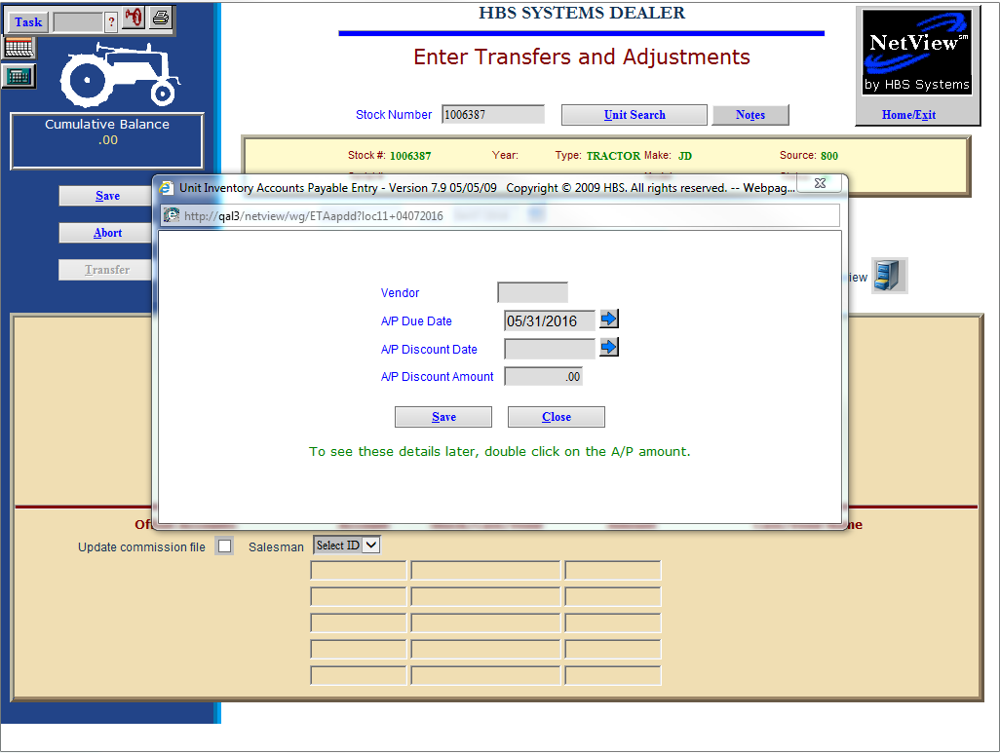 HBS SYSTEMS DEALER
Task
?
Enter Transfers and Adjustments
NetView SM
by HBS Systems
Home/Exit
Stock Number 1006387 Unit Search Notes
Cumulative Balance
.00
Stock #: 1006387 Year: Type: TRACTOR Make: JD Source: 800
Save
Abort
Transfer
Unit Inventory Accounts Payable Entry - Version 7.9 05/05/09 Copyright © 2009 HBS. All rights reserved. -- Webpag...
http://qal3/netview/wg/ETAapdd?loc11+04072016
iew
Vendor
A/P Due Date 05/31/2016
A/P Discount Date
A/P Discount Amount .00
Save Close
To see these details later, double click on the A/P amount.
Update commission file Salesman Select ID